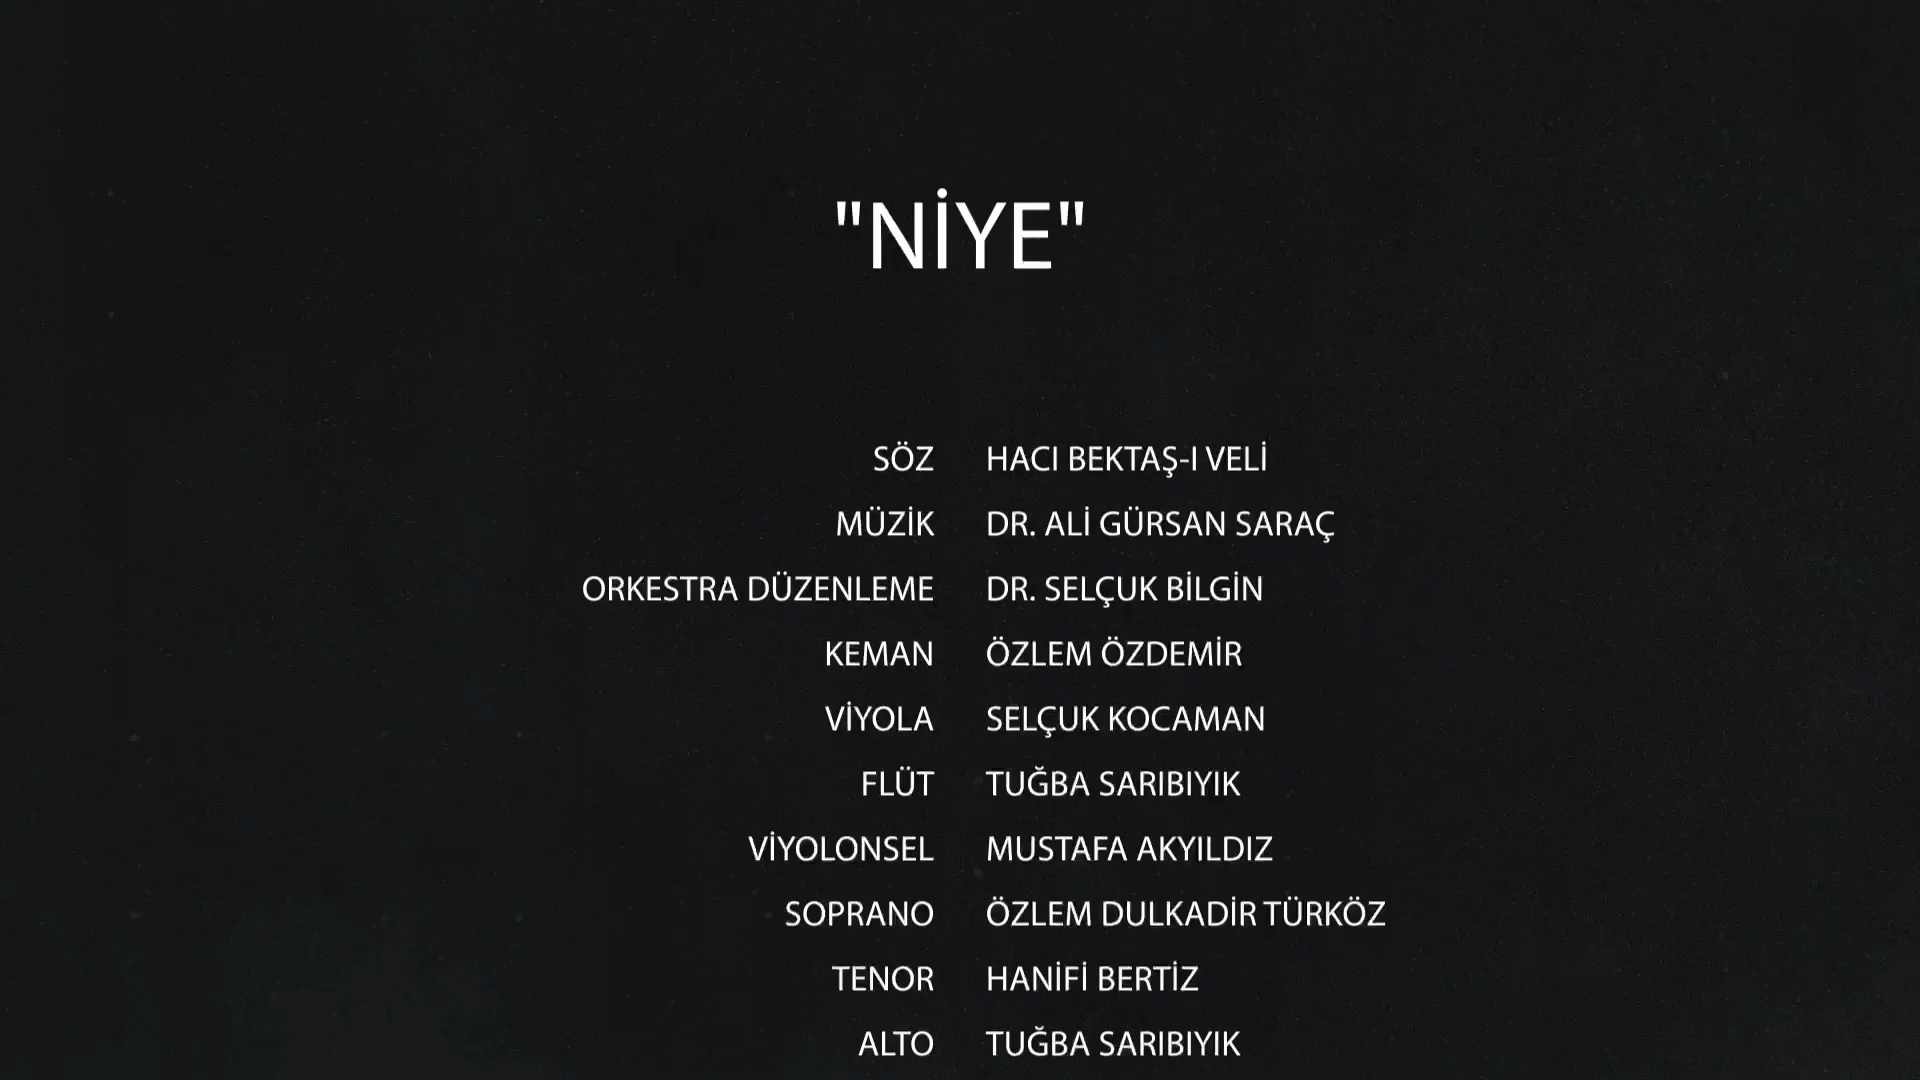 "NİYE"
SÖZ HACI BEKTAŞ-I VELİ
MÜZİK DR. ALİ GÜRSAN SARAÇ
ORKESTRA DÜZENLEME DR. SELÇUK BİLGİN
KEMAN ÖZLEM ÖZDEMİR
VİYOLA SELÇUK KOCAMAN
FLÜT TUĞBA SARIBIYIK
VİYOLONSEL MUSTAFA AKYILDIZ
SOPRANO ÖZLEM DULKADİR TÜRKÖZ
TENOR HANİFİ BERTİZ
ALTO TUĞBA SARIBIYIK